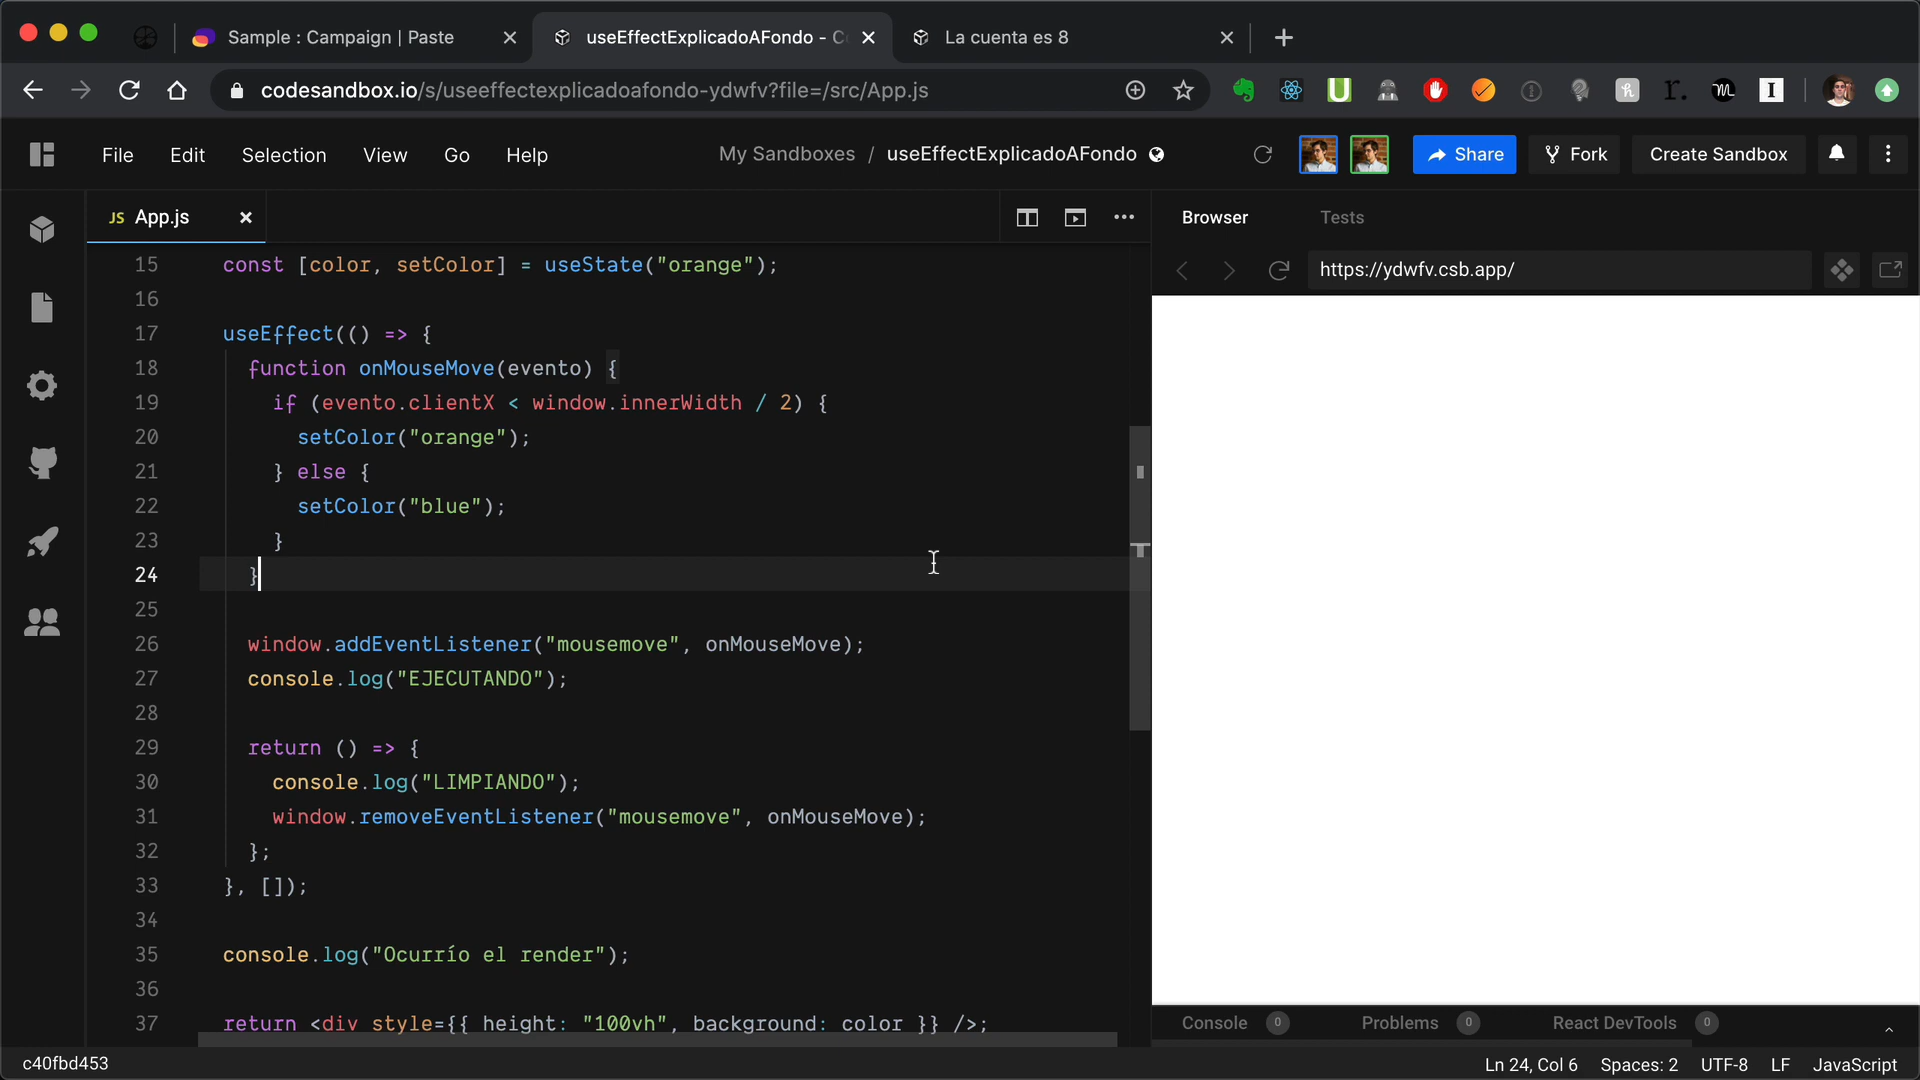 Sample : Campaign | Paste
useEffectExplicadoAFondo - Co
La cuenta es 8
codesandbox.io/s/useeffectexplicadoafondo-ydwfv?file=/src/App.js
File Edit Selection View Go Help
My Sandboxes / useEffectExplicadoAFondo
Share
Fork
Create Sandbox
JS App.js
Browser
Tests
https://ydwfv.csb.app/
15 const [color, setColor] = useState("orange");
16
17 useEffect(() => {
18 function onMouseMove(evento) {
19 if (evento.clientX < window.innerWidth / 2) {
20 setColor("orange");
21 } else {
22 setColor("blue");
23 }
24 }
25
26 window.addEventListener("mousemove", onMouseMove);
27 console.log("EJECUTANDO");
28
29 return () => {
30 console.log("LIMPIANDO");
31 window.removeEventListener("mousemove", onMouseMove);
32 };
33 }, []);
34
35 console.log("Ocurrío el render");
36
37 return <div style={{ height: "100vh", background: color }} />;
Console 0 Problems 0 React DevTools 0
c40fbd453
Ln 24, Col 6 Spaces: 2 UTF-8 LF JavaScript